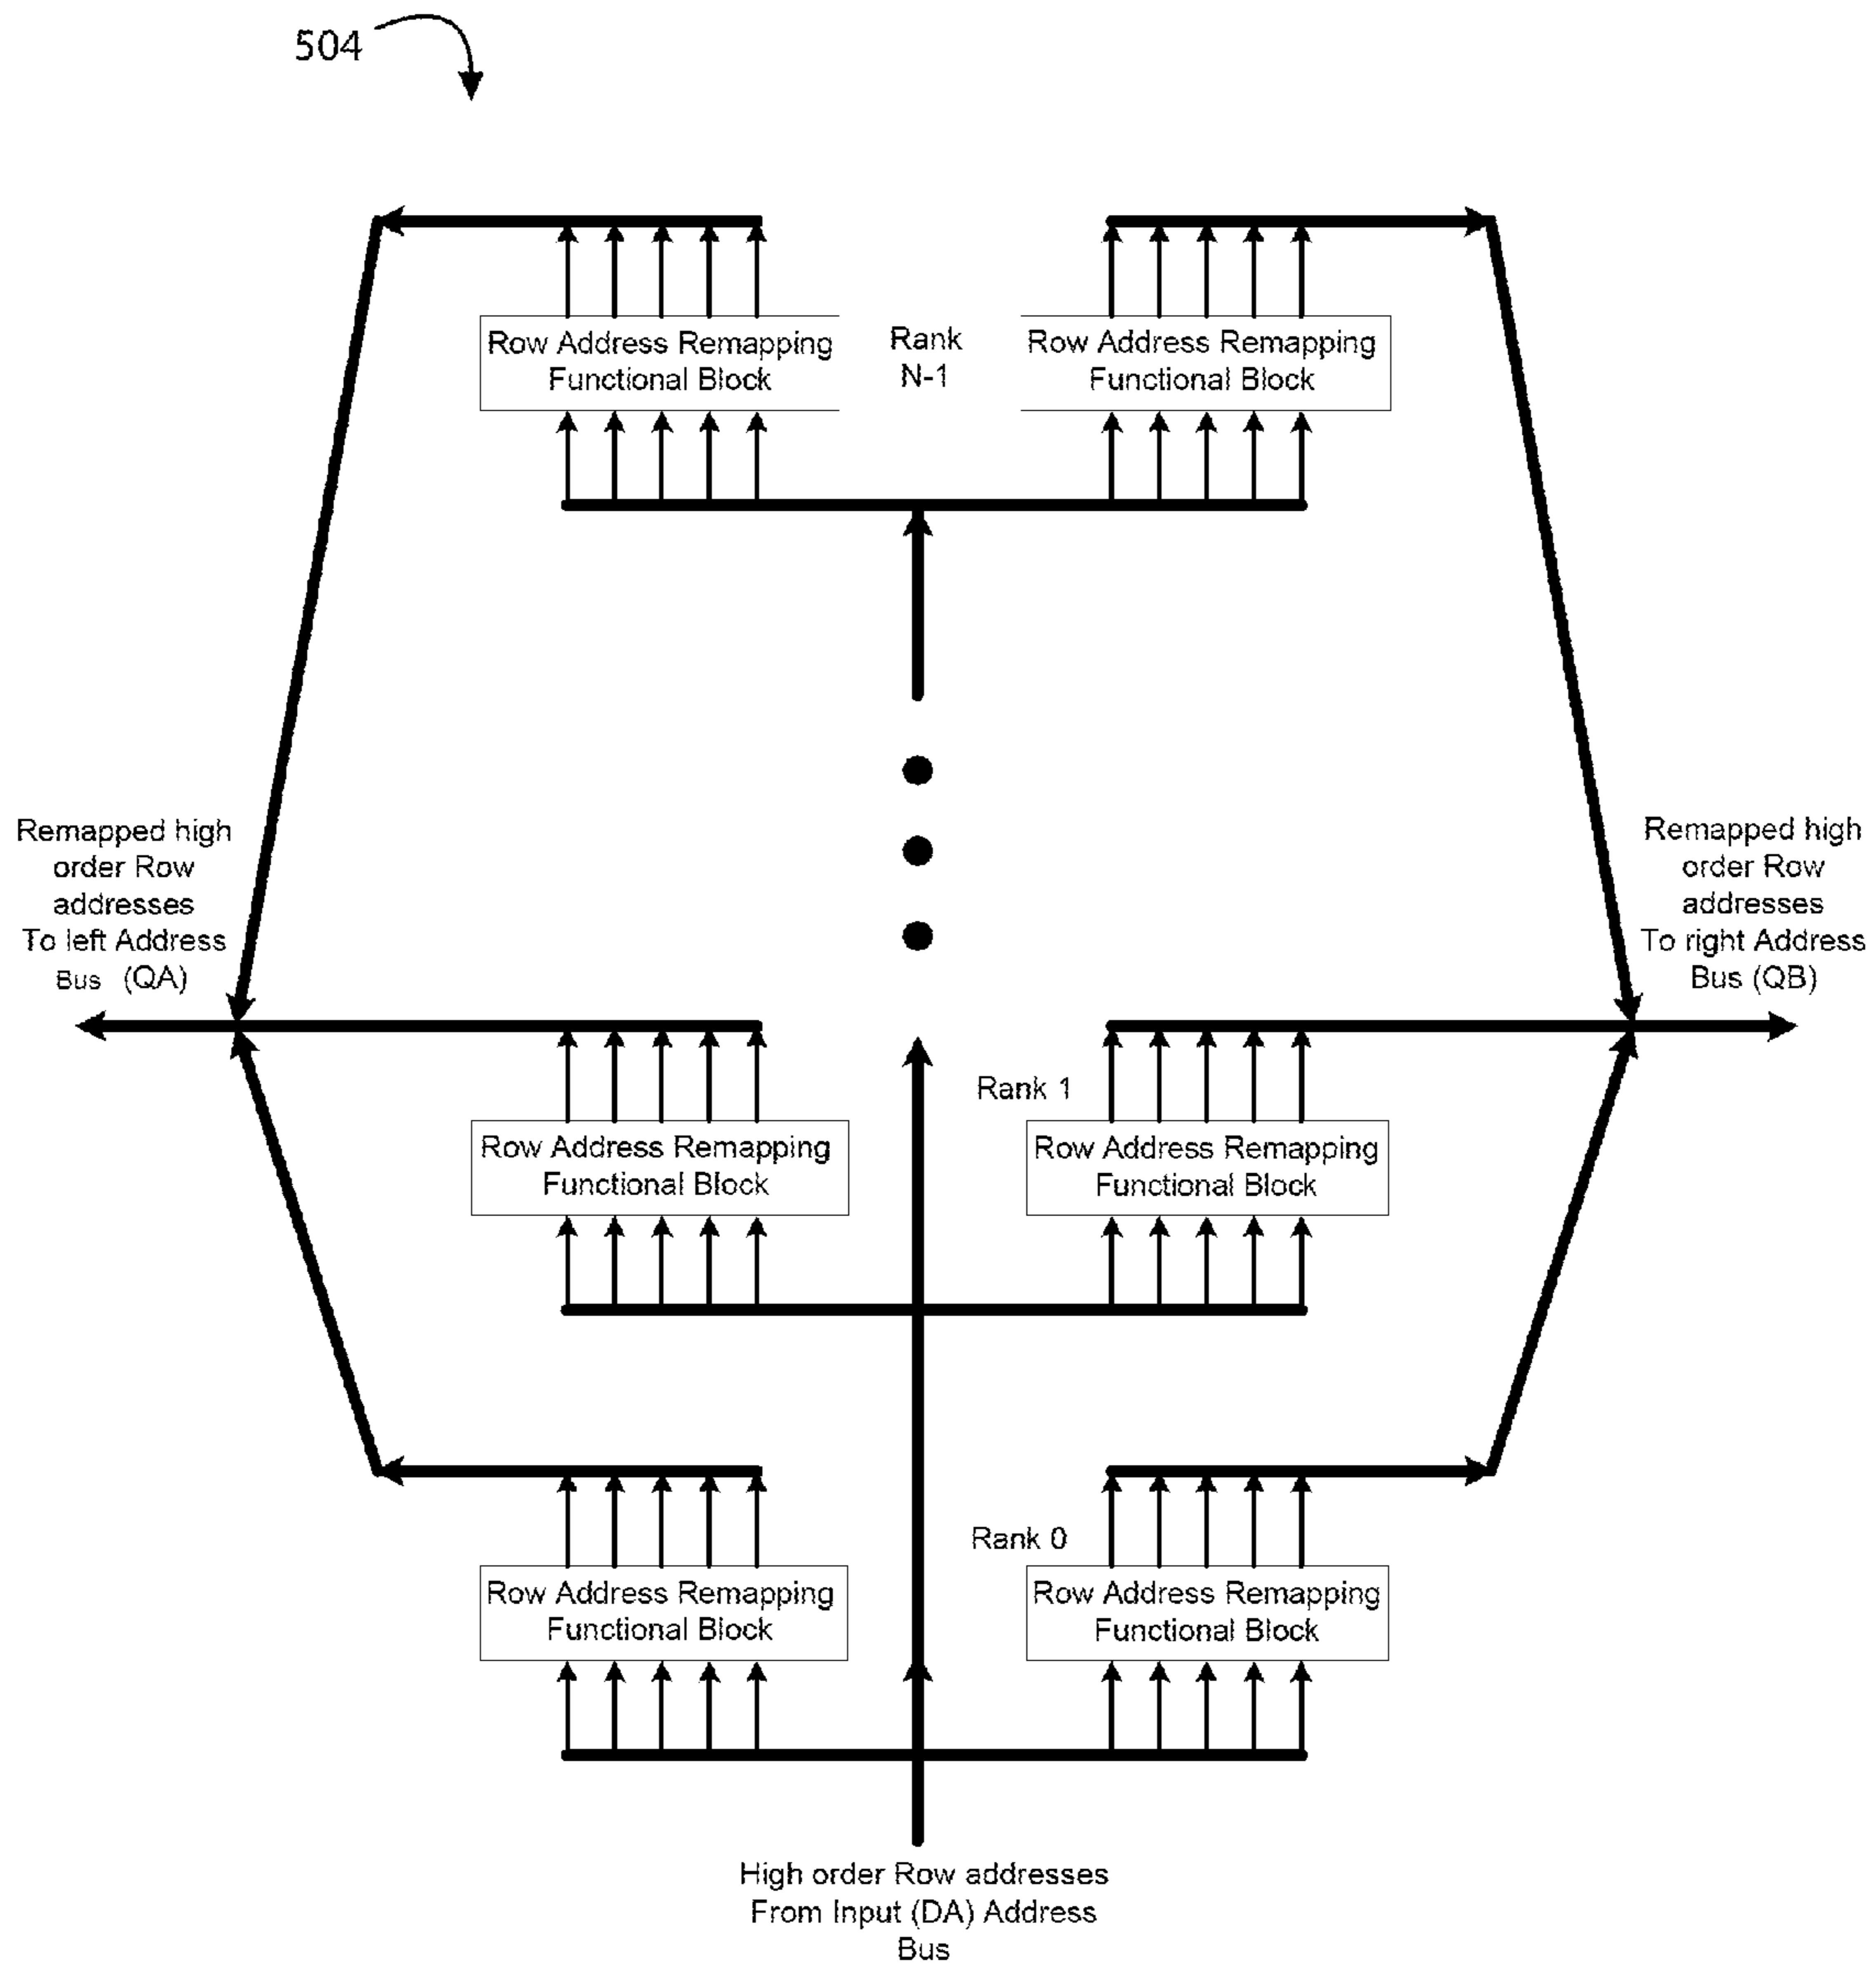 504
Row Address Remapping
Functional Block
Rank
N-1
Row Address Remapping
Functional Block
Remapped high
order Row
addresses
To left Address
Bus (QA)
Remapped high
order Row
addresses
To right Address
Bus (QB)
Rank 1
Row Address Remapping
Functional Block
Row Address Remapping
Functional Block
Rank 0
Row Address Remapping
Functional Block
Row Address Remapping
Functional Block
High order Row addresses
From Input (DA) Address
Bus